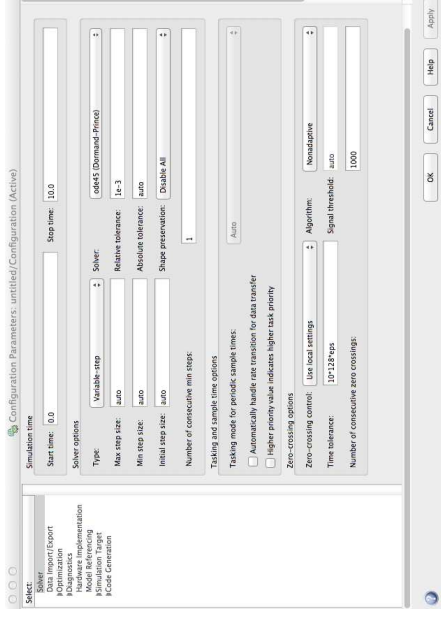 Configuration Parameters: untitled/Configuration (Active)
Select:
Solver
Data Import/Export
Optimization
Diagnostics
Hardware Implementation
Model Referencing
Simulation Target
Code Generation
Simulation time
Start time: 0.0 Stop time: 10.0
Solver options
Type: Variable-step Solver: ode45 (Dormand-Prince)
Max step size: auto Relative tolerance: 1e-3
Min step size: auto Absolute tolerance: auto
Initial step size: auto Shape preservation: Disable All
Number of consecutive min steps: 1
Tasking and sample time options
Tasking mode for periodic sample times: Auto
Automatically handle rate transition for data transfer
Higher priority value indicates higher task priority
Zero-crossing options
Zero-crossing control: Use local settings Algorithm: Nonadaptive
Time tolerance: 10*128*eps Signal threshold: auto
Number of consecutive zero crossings: 1000
?
OK Cancel Help Apply